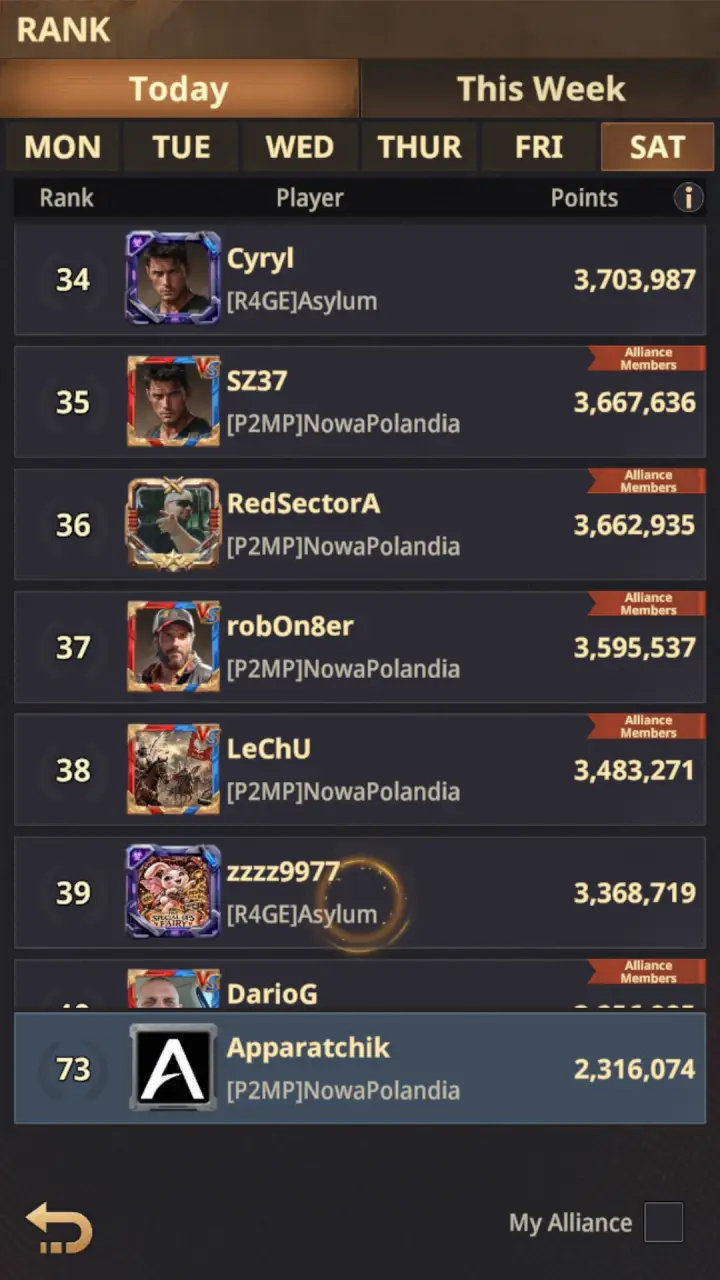 RANK
Today
This Week
MON
TUE
WED
THUR
FRI
SAT
Rank
Player
Points
34
Cyryl
[R4GE]Asylum
3,703,987
Alliance
Members
35
SZ37
[P2MP]NowaPolandia
3,667,636
Alliance
Members
36
RedSectorA
[P2MP]NowaPolandia
3,662,935
Alliance
Members
37
robOn8er
[P2MP]NowaPolandia
3,595,537
Alliance
Members
38
LeChU
[P2MP]NowaPolandia
3,483,271
39
zzzz9977
[R4GE]Asylum
3,368,719
Alliance
Members
DarioG
73
Apparatchik
[P2MP]NowaPolandia
2,316,074
My Alliance